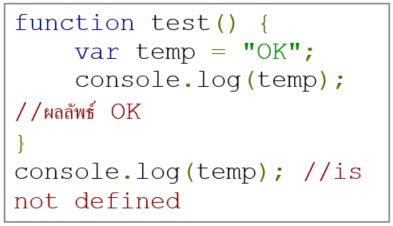 function test() {
    var temp = "OK";
    console.log(temp);
//ผลลัพธ์ OK
}
console.log(temp); //is
not defined